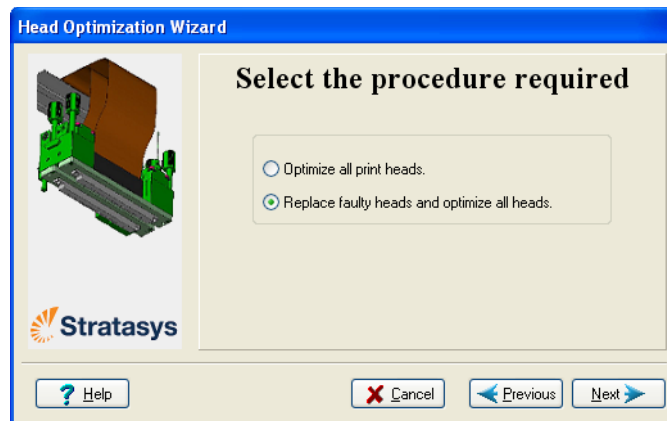 Head Optimization Wizard
Select the procedure required
Optimize all print heads.
Replace faulty heads and optimize all heads.
Stratasys
? Help
Cancel
Previous
Next